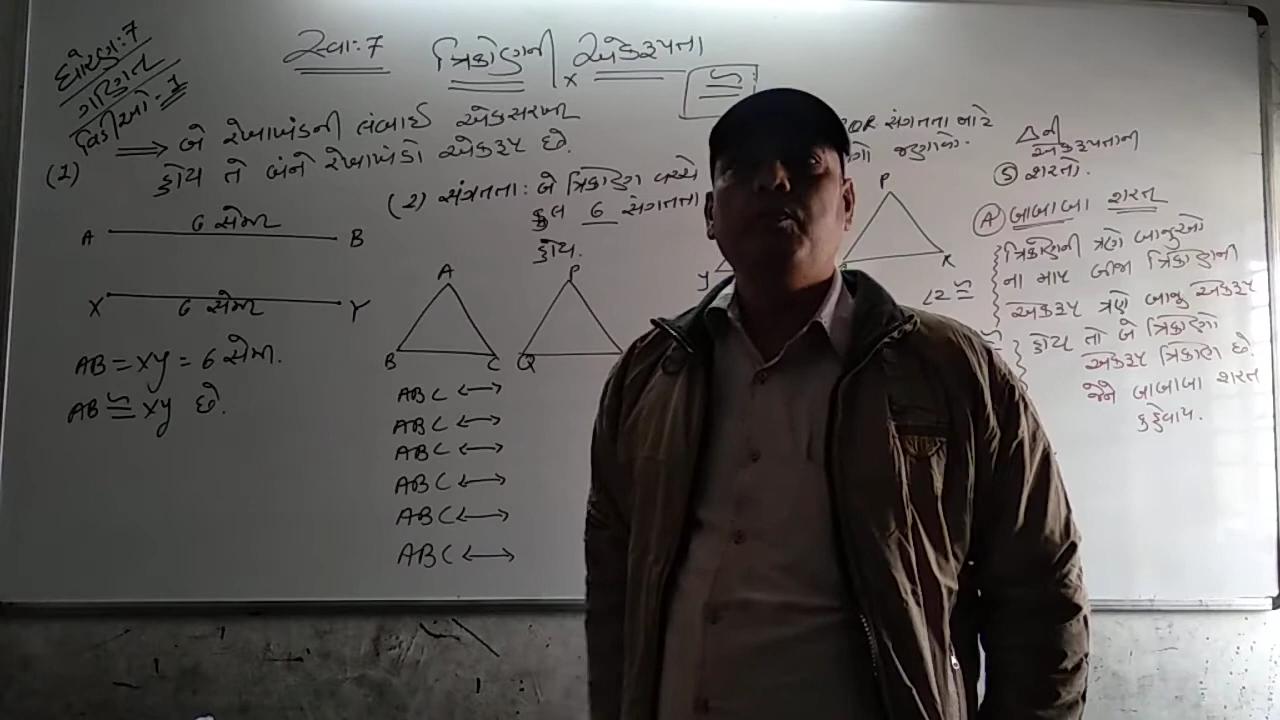 ધોરણ: 7
ગણિત
વિડીયો - 1
સ્વા: 7 ત્રિકોણની એકરૂપતા
x
≅
(1) ⇒ બે રેખાખંડની લંબાઈ એકસરખા
હોય તે બંને રેખાખંડો એકરૂપ છે.
A 6 સેમી B
X 6 સેમી Y
AB = XY = 6 સેમી.
AB ≅ XY છે.
(2) સંગતતા: બે ત્રિકોણ વચ્ચે
કુલ 6 સંગતતા
હોય.
A
B C
P
Q
ABC ↔
ABC ↔
ABC ↔
ABC ↔
ABC ↔
ABC ↔
સંગતતા માટે
જણાવો.
P
Y
R
∠Z ≅
≅
Δની
એકરૂપતાની
⑤ શરતો.
Ⓐ બાબાબા શરત
ત્રિકોણની ત્રણે બાજુઓ
ના માપ બીજા ત્રિકોણની
એકરૂપ ત્રણે બાજુ એકરૂપ
હોય તો બે ત્રિકોણો
એકરૂપ ત્રિકોણ છે.
જેને બાબાબા શરત
કહેવાય.